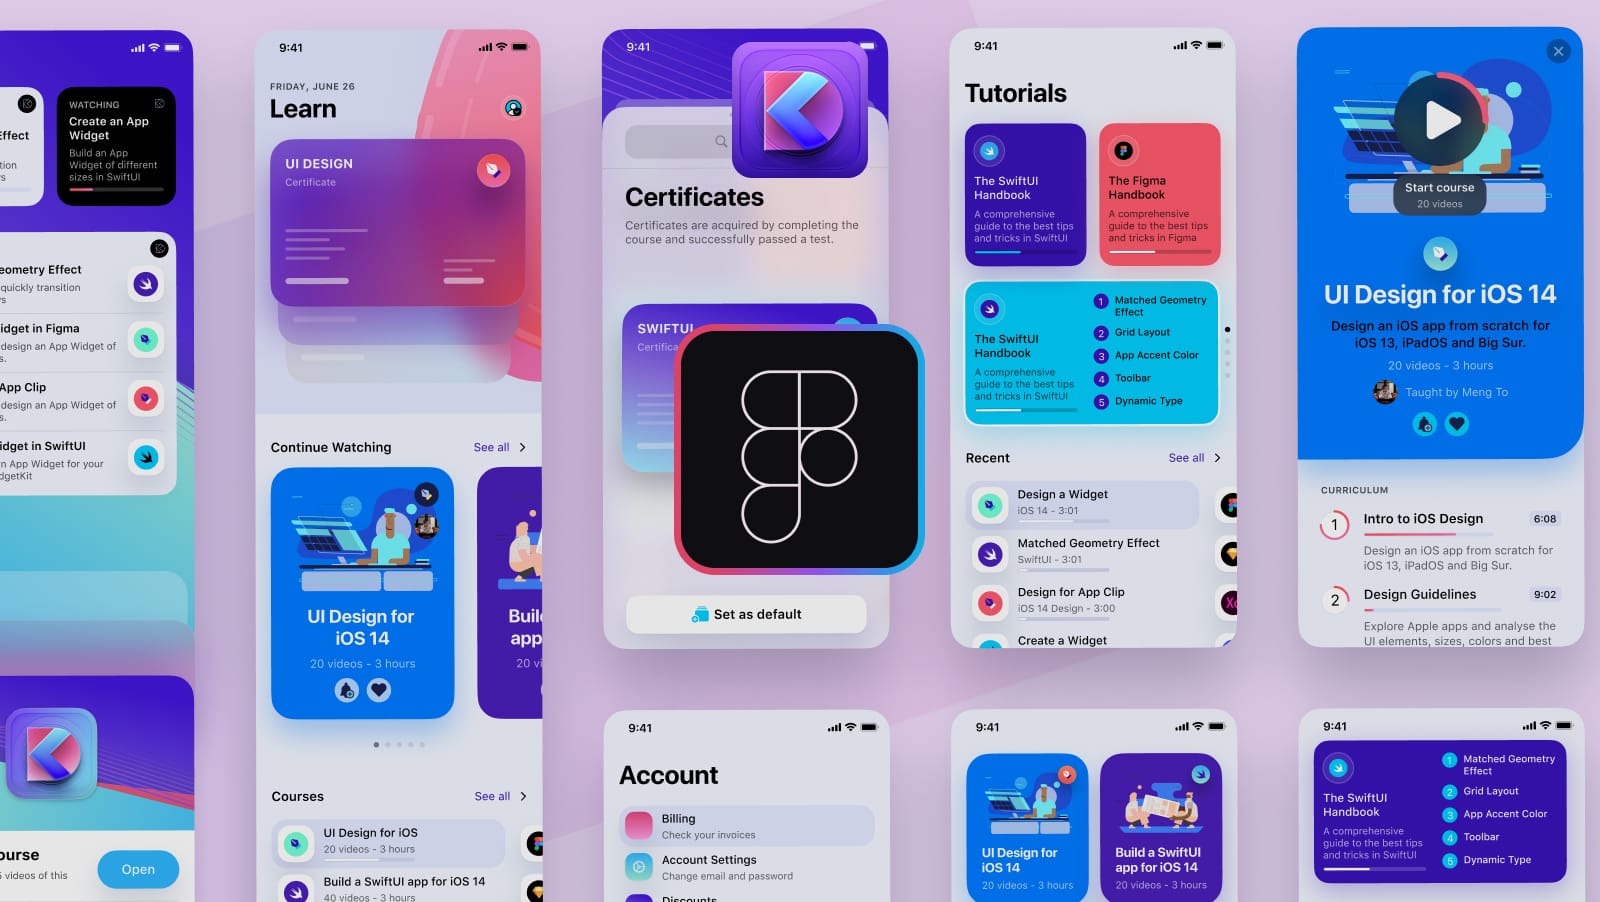 WATCHING
Create an App
Widget
Build an App
Widget of different
sizes in SwiftUI
Effect
eometry Effect
quickly transition
idget in Figma
design an App Widget of
App Clip
design an App Widget of
idget in SwiftUI
n App Widget for your
dgetKit
ourse
videos of this
Open
9:41
FRIDAY, JUNE 26
Learn
UI DESIGN
Certificate
Continue Watching
See all
UI Design for
iOS 14
20 videos - 3 hours
Buil
app
20 vi
Courses
See all
UI Design for iOS
20 videos - 3 hours
Build a SwiftUI app for iOS 14
40 videos - 3 hours
9:41
Certificates
Certificates are acquired by completing the
course and successfully passed a test.
SWIFTUI
Certifica
Set as default
9:41
Account
Billing
Check your invoices
Account Settings
Change email and password
Discounts
9:41
Tutorials
The SwiftUI
Handbook
A comprehensive
guide to the best tips
and tricks in SwiftUI
The Figma
Handbook
A comprehensive
guide to the best tips
and tricks in Figma
The SwiftUI
Handbook
A comprehensive
guide to the best tips
and tricks in SwiftUI
1 Matched Geometry
Effect
2 Grid Layout
3 App Accent Color
4 Toolbar
5 Dynamic Type
Recent
See all
Design a Widget
iOS 14 - 3:01
Matched Geometry Effect
SwiftUI - 3:01
Design for App Clip
iOS 14 Design - 3:00
Xd
Create a Widget
9:41
UI Design for
iOS 14
20 videos - 3 hours
Build a SwiftUI
app for iOS 14
20 videos - 3 hours
Start course
20 videos
UI Design for iOS 14
Design an iOS app from scratch for
iOS 13, iPadOS and Big Sur.
20 videos - 3 hours
Taught by Meng To
CURRICULUM
1 Intro to iOS Design 6:08
Design an iOS app from scratch for
iOS 13, iPadOS and Big Sur.
2 Design Guidelines 9:02
Explore Apple apps and analyse the
UI elements, sizes, colors and best
9:41
The SwiftUI
Handbook
A comprehensive
guide to the best tips
and tricks in SwiftUI
1 Matched Geometry
Effect
2 Grid Layout
3 App Accent Color
4 Toolbar
5 Dynamic Type